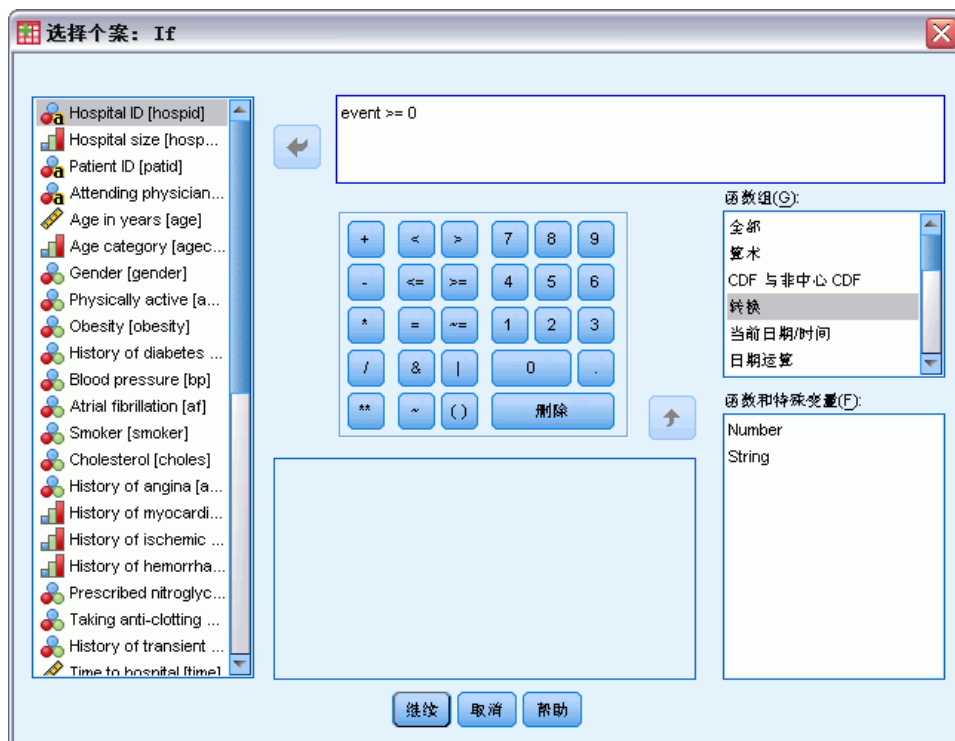 选择个案: If
Hospital ID [hospid]
Hospital size [hosp...
Patient ID [patid]
Attending physician...
Age in years [age]
Age category [agec...
Gender [gender]
Physically active [a...
Obesity [obesity]
History of diabetes ...
Blood pressure [bp]
Atrial fibrillation [af]
Smoker [smoker]
Cholesterol [choles]
History of angina [a...
History of myocardi...
History of ischemic ...
History of hemorrha...
Prescribed nitroglyc...
Taking anti-clotting ...
History of transient ...
Time to hospital [time]
event >= 0
+ < > 7 8 9
- <= >= 4 5 6
* = ~= 1 2 3
/ & | 0 .
** ~ ( ) 删除
函数组(G):
全部
算术
CDF 与非中心 CDF
转换
当前日期/时间
日期运算
函数和特殊变量(F):
Number
String
继续 取消 帮助